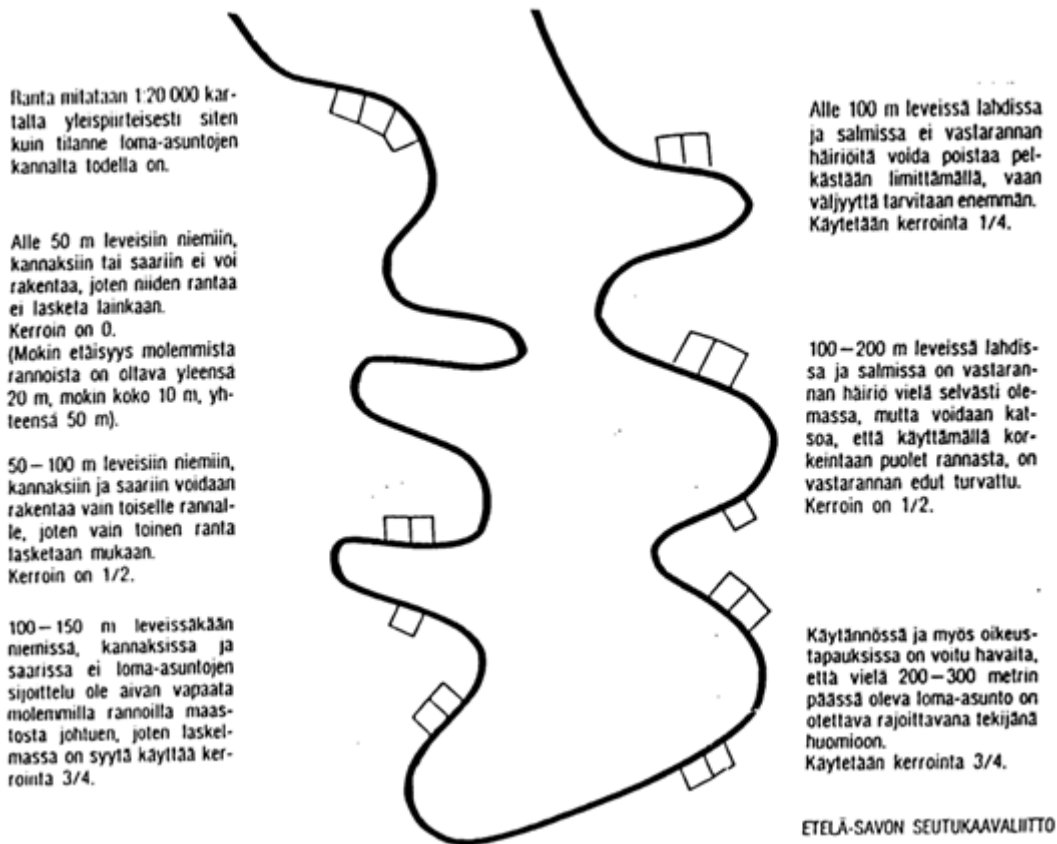 Ranta mitataan 1:20 000 kar-
talta yleispiirteisesti siten
kuin tilanne loma-asuntojen
kannalta todella on.
Alle 50 m leveisiin niemiin,
kannaksiin tai saariin ei voi
rakentaa, joten niiden rantaa
ei lasketa lainkaan.
Kerroin on 0.
(Mökin etäisyys molemmista
rannoista on oltava yleensä
20 m, mökin koko 10 m, yh-
teensä 50 m).
50–100 m leveisiin niemiin,
kannaksiin ja saariin voidaan
rakentaa vain toiselle rannal-
le, joten vain toinen ranta
lasketaan mukaan.
Kerroin on 1/2.
100–150 m leveissäkään
niemissä, kannaksissa ja
saarissa ei loma-asuntojen
sijoittelu ole aivan vapaata
molemmilla rannoilla maas-
tosta johtuen, joten laskel-
massa on syytä käyttää ker-
rointa 3/4.
Alle 100 m leveissä lahdissa
ja salmissa ei vastarannan
häiriöitä voida poistaa pel-
kästään limittämällä, vaan
väljyyttä tarvitaan enemmän.
Käytetään kerrointa 1/4.
100–200 m leveissä lahdis-
sa ja salmissa on vastaran-
nan häiriö vielä selvästi ole-
massa, mutta voidaan kat-
soa, että käyttämällä kor-
keintaan puolet rannasta, on
vastarannan edut turvattu.
Kerroin on 1/2.
Käytännössä ja myös oikeus-
tapauksissa on voitu havaita,
että vielä 200–300 metrin
päässä oleva loma-asunto on
otettava rajoittavana tekijänä
huomioon.
Käytetään kerrointa 3/4.
ETELÄ-SAVON SEUTUKAAVALIITTO